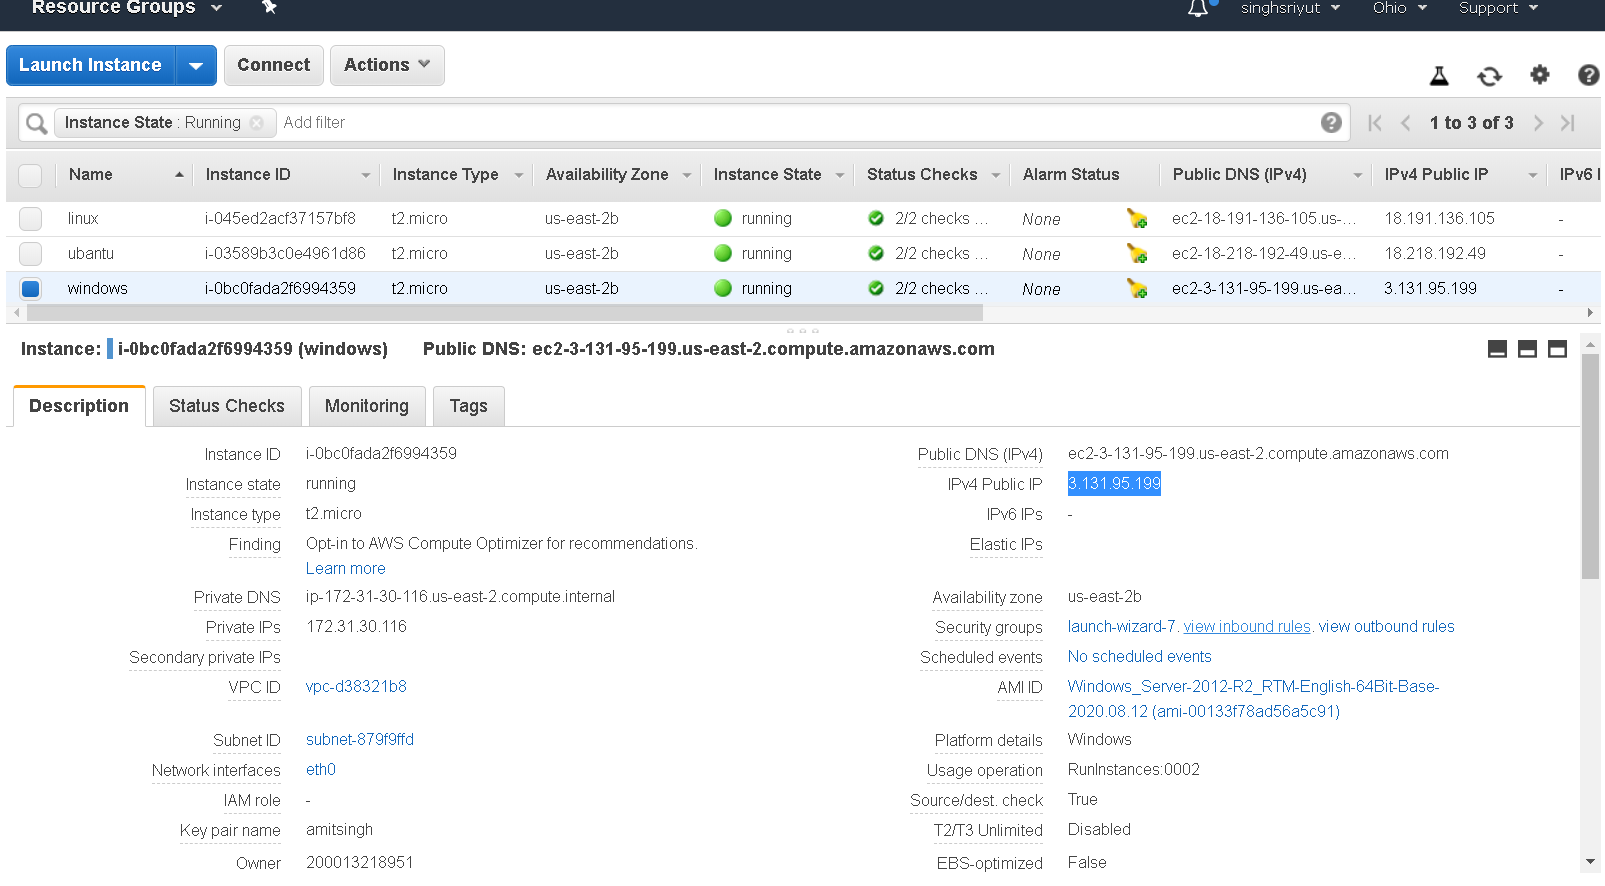 Resource Groups singhsriyut Ohio Support
Launch Instance Connect Actions
Instance State : Running Add filter 1 to 3 of 3
Name Instance ID Instance Type Availability Zone Instance State Status Checks Alarm Status Public DNS (IPv4) IPv4 Public IP IPv6 I
linux i-045ed2acf37157bf8 t2.micro us-east-2b running 2/2 checks ... None ec2-18-191-136-105.us-... 18.191.136.105 -
ubantu i-03589b3c0e4961d86 t2.micro us-east-2b running 2/2 checks ... None ec2-18-218-192-49.us-e... 18.218.192.49 -
windows i-0bc0fada2f6994359 t2.micro us-east-2b running 2/2 checks ... None ec2-3-131-95-199.us-ea... 3.131.95.199 -
Instance: i-0bc0fada2f6994359 (windows) Public DNS: ec2-3-131-95-199.us-east-2.compute.amazonaws.com
Description Status Checks Monitoring Tags
Instance ID i-0bc0fada2f6994359 Public DNS (IPv4) ec2-3-131-95-199.us-east-2.compute.amazonaws.com
Instance state running IPv4 Public IP 3.131.95.199
Instance type t2.micro IPv6 IPs -
Finding Opt-in to AWS Compute Optimizer for recommendations. Elastic IPs
Learn more
Private DNS ip-172-31-30-116.us-east-2.compute.internal Availability zone us-east-2b
Private IPs 172.31.30.116 Security groups launch-wizard-7. view inbound rules. view outbound rules
Secondary private IPs Scheduled events No scheduled events
VPC ID vpc-d38321b8 AMI ID Windows_Server-2012-R2_RTM-English-64Bit-Base-
2020.08.12 (ami-00133f78ad56a5c91)
Subnet ID subnet-879f9ffd Platform details Windows
Network interfaces eth0 Usage operation RunInstances:0002
IAM role - Source/dest. check True
Key pair name amitsingh T2/T3 Unlimited Disabled
Owner 200013218951 EBS-optimized False